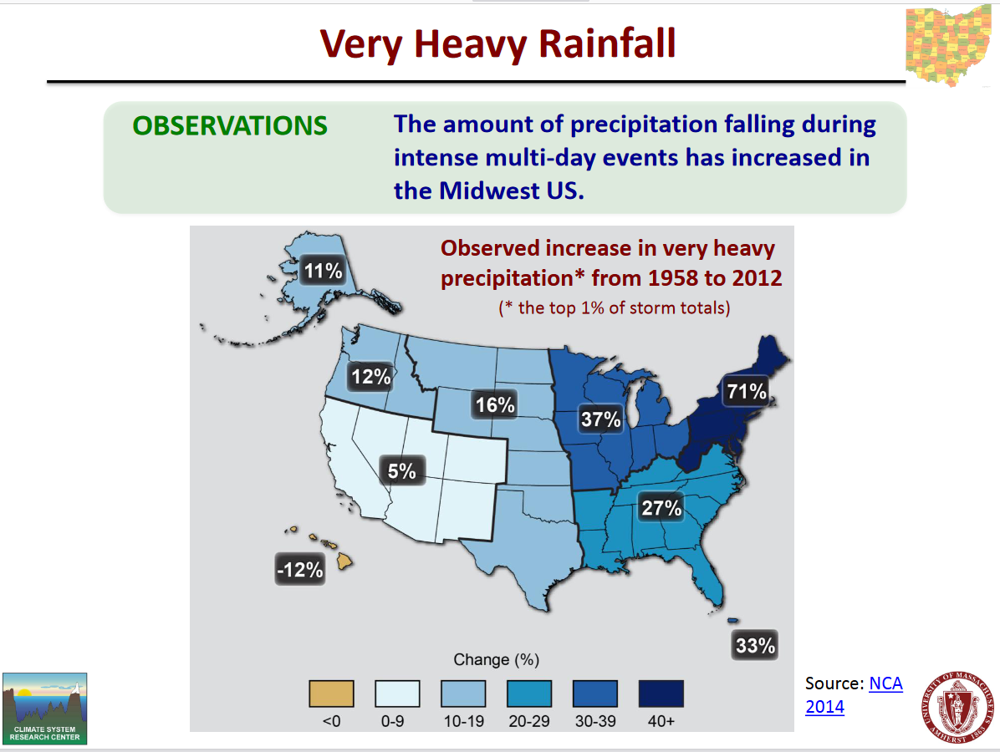 Very Heavy Rainfall
OBSERVATIONS
The amount of precipitation falling during
intense multi-day events has increased in
the Midwest US.
Observed increase in very heavy
precipitation* from 1958 to 2012
(* the top 1% of storm totals)
11%
12%
16%
37%
71%
5%
27%
-12%
33%
Change (%)
<0
0-9
10-19
20-29
30-39
40+
Source: NCA
2014
CLIMATE SYSTEM
RESEARCH CENTER
UNIVERSITY OF MASSACHUSETTS
AMHERST 1863